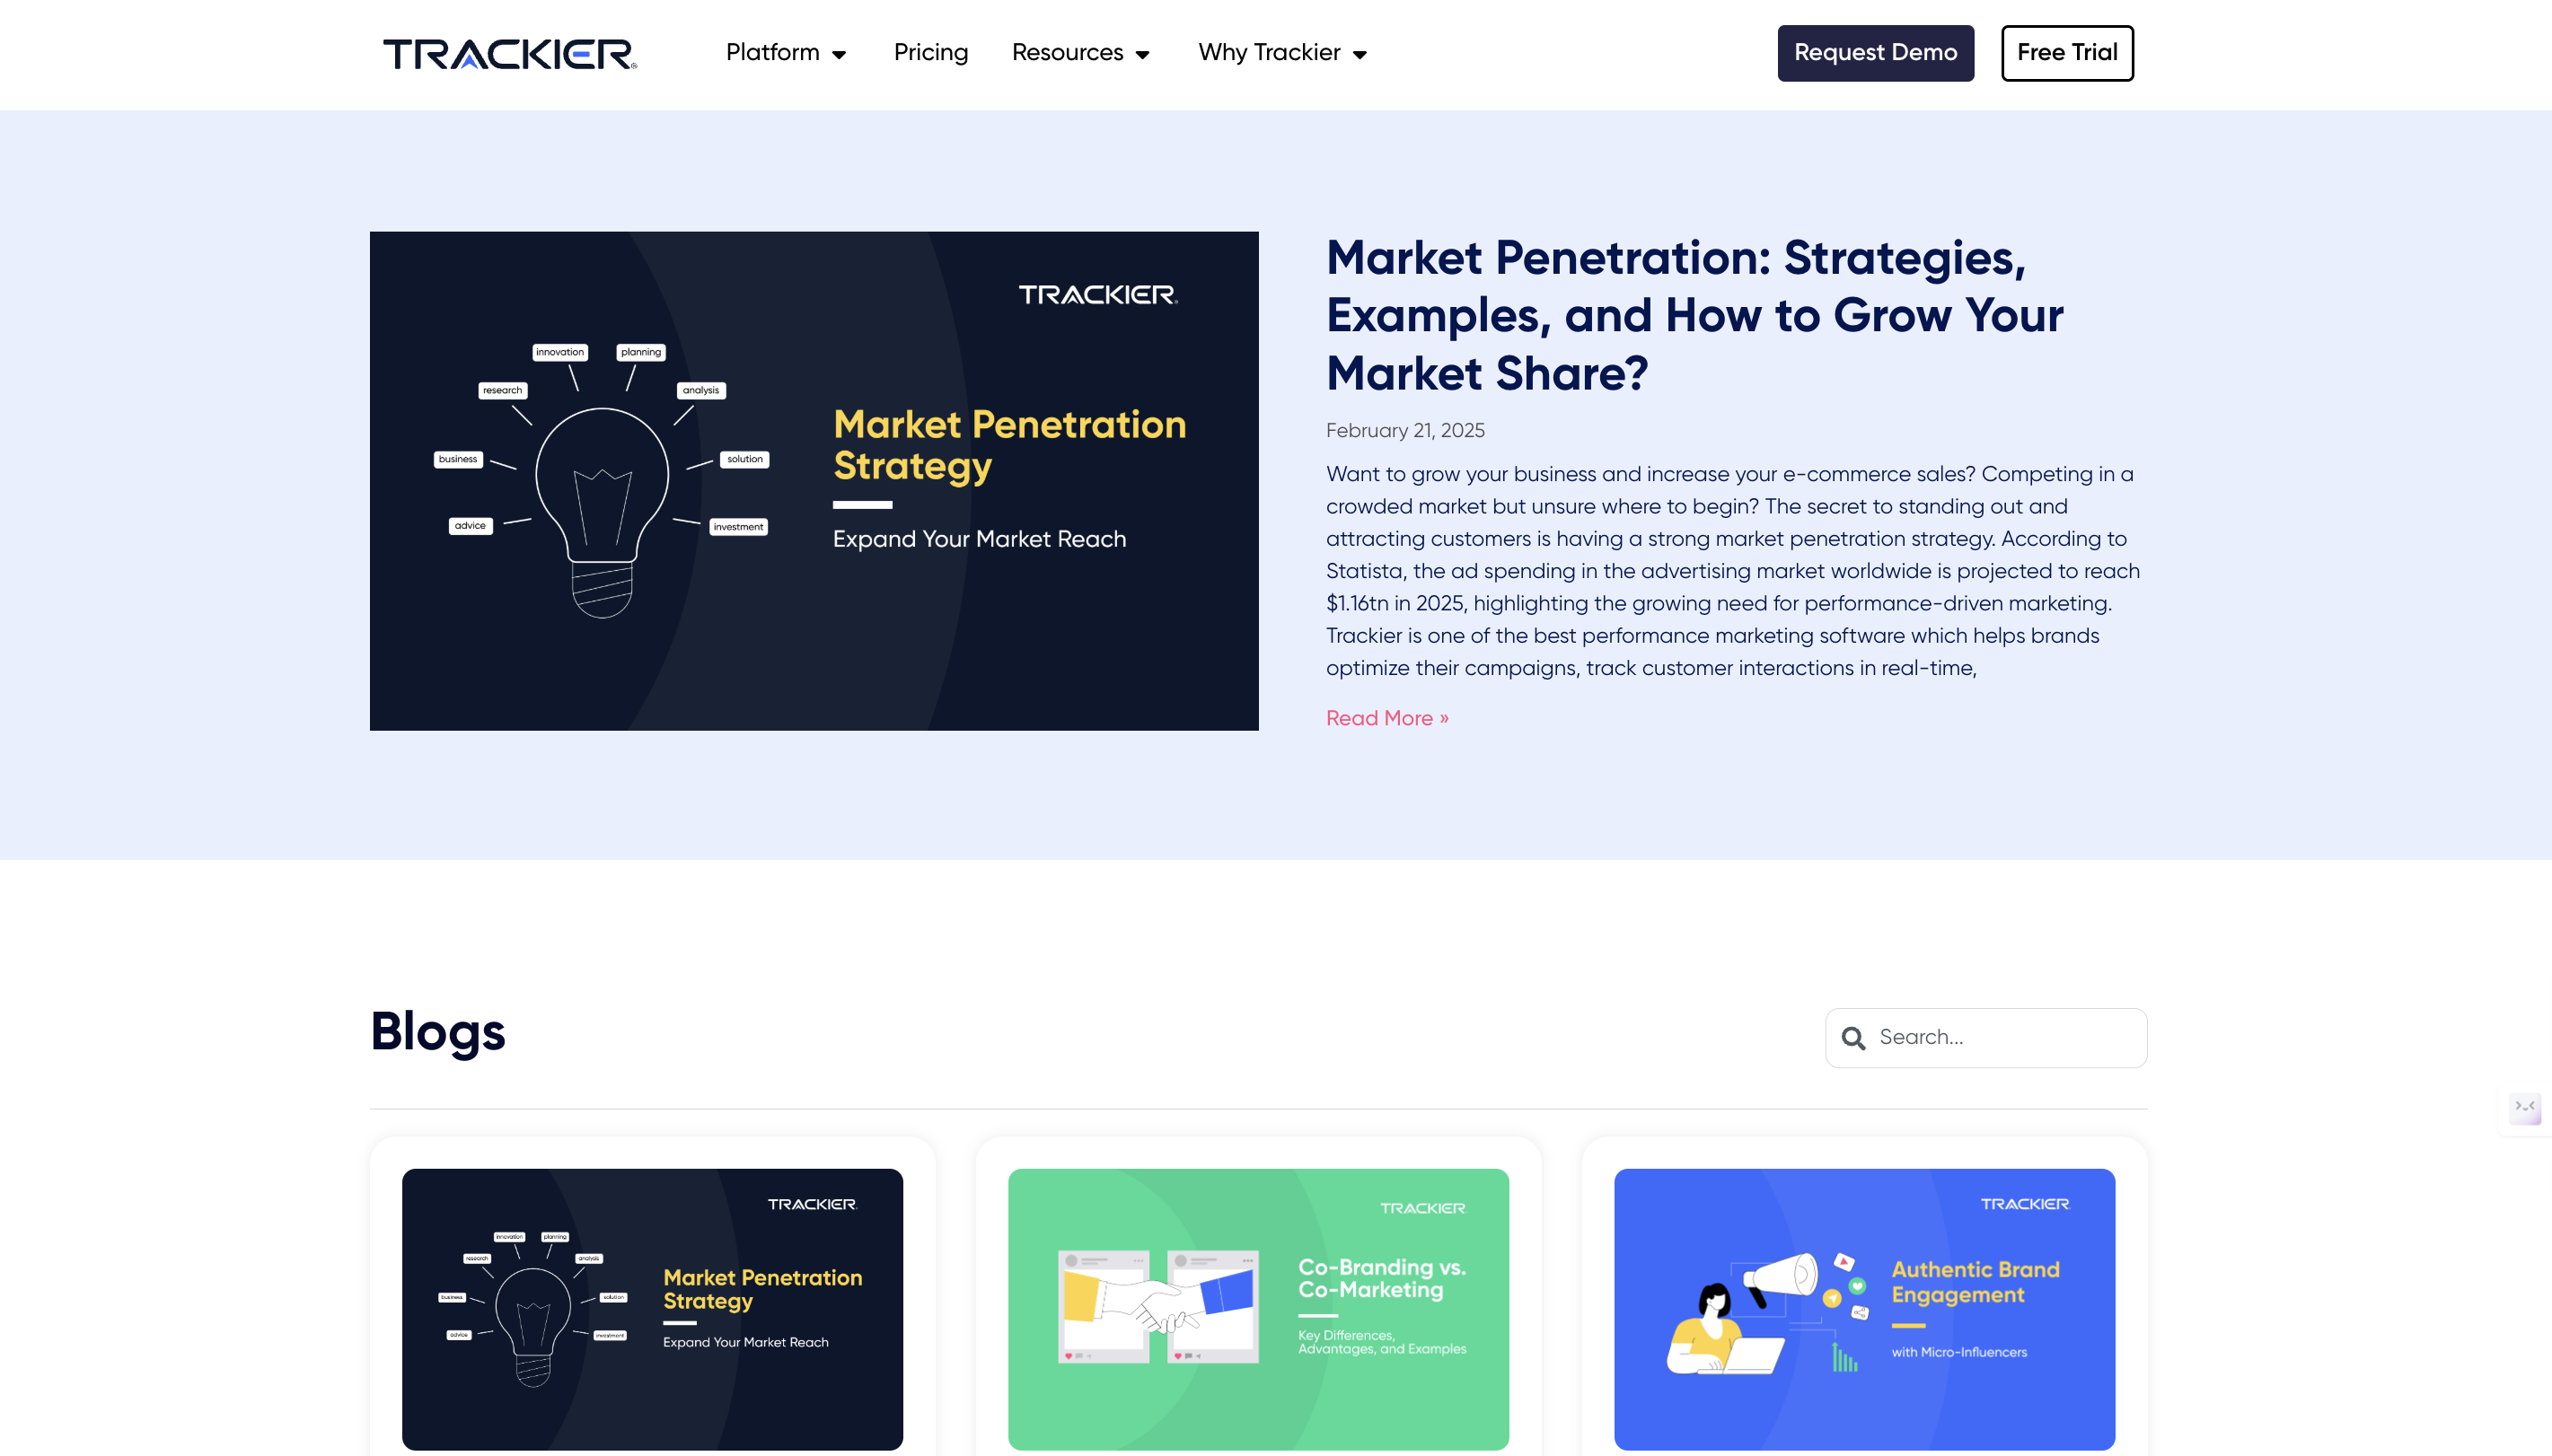 TRACKIER
Platform
Pricing
Resources
Why Trackier
Request Demo
Free Trial
TRACKIER
innovation
planning
research
analysis
business
solution
advice
investment
Market Penetration
Strategy
Expand Your Market Reach
Market Penetration: Strategies,
Examples, and How to Grow Your
Market Share?
February 21, 2025
Want to grow your business and increase your e-commerce sales? Competing in a
crowded market but unsure where to begin? The secret to standing out and
attracting customers is having a strong market penetration strategy. According to
Statista, the ad spending in the advertising market worldwide is projected to reach
$1.16tn in 2025, highlighting the growing need for performance-driven marketing.
Trackier is one of the best performance marketing software which helps brands
optimize their campaigns, track customer interactions in real-time,
Read More »
Blogs
Search...
TRACKIER
innovation
planning
research
analysis
business
solution
advice
investment
Market Penetration
Strategy
Expand Your Market Reach
TRACKIER
Co-Branding vs.
Co-Marketing
Key Differences,
Advantages, and Examples
TRACKIER
Authentic Brand
Engagement
with Micro-Influencers